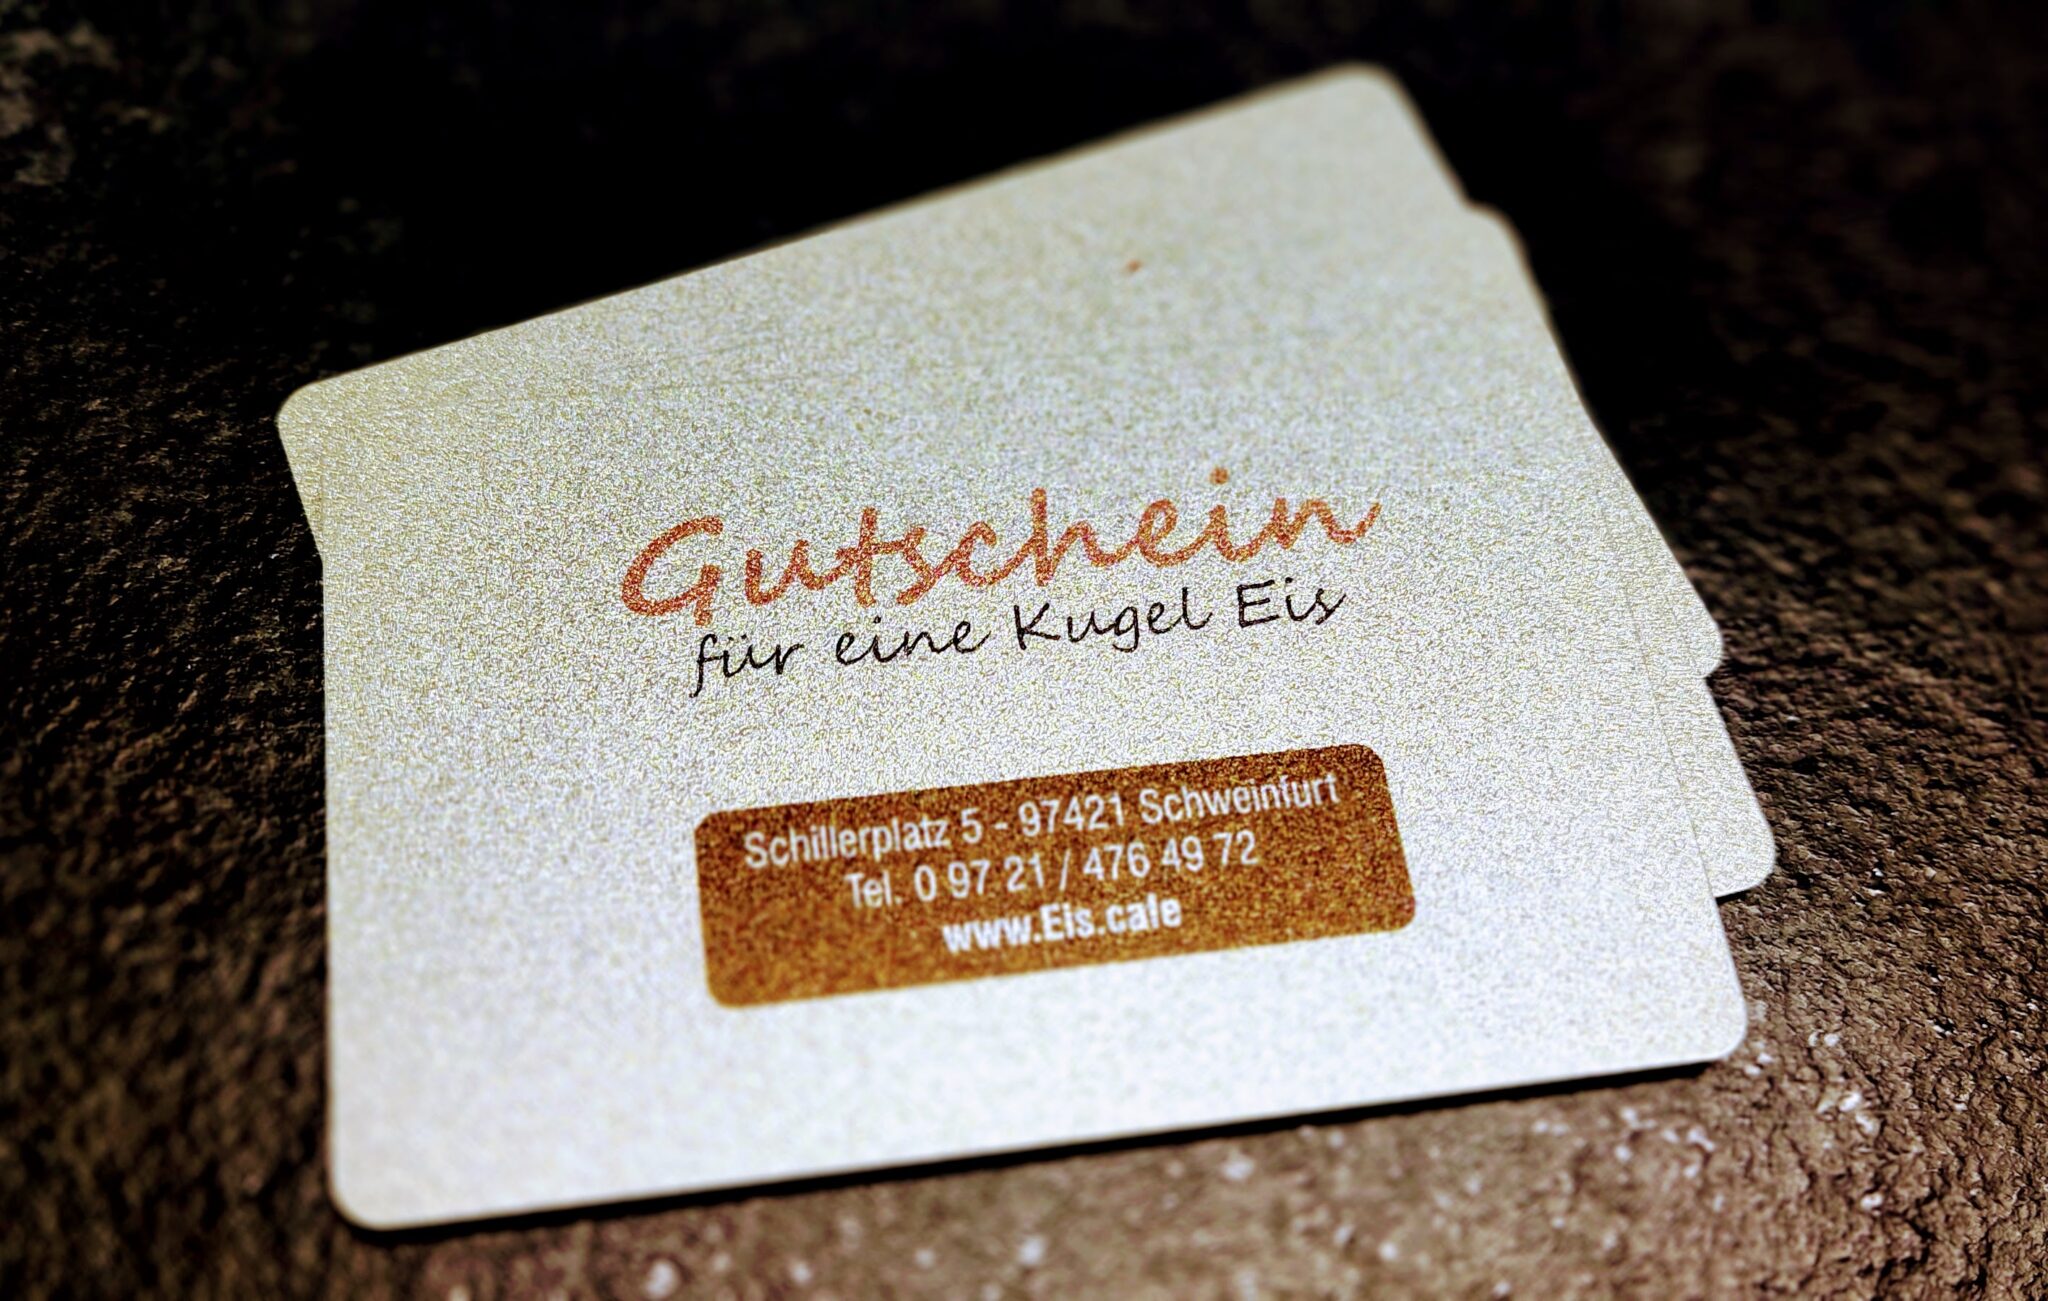 Gutschein
für eine Kugel Eis
Schillerplatz 5 - 97421 Schweinfurt
Tel. 0 97 21 / 476 49 72
www.Eis.cafe